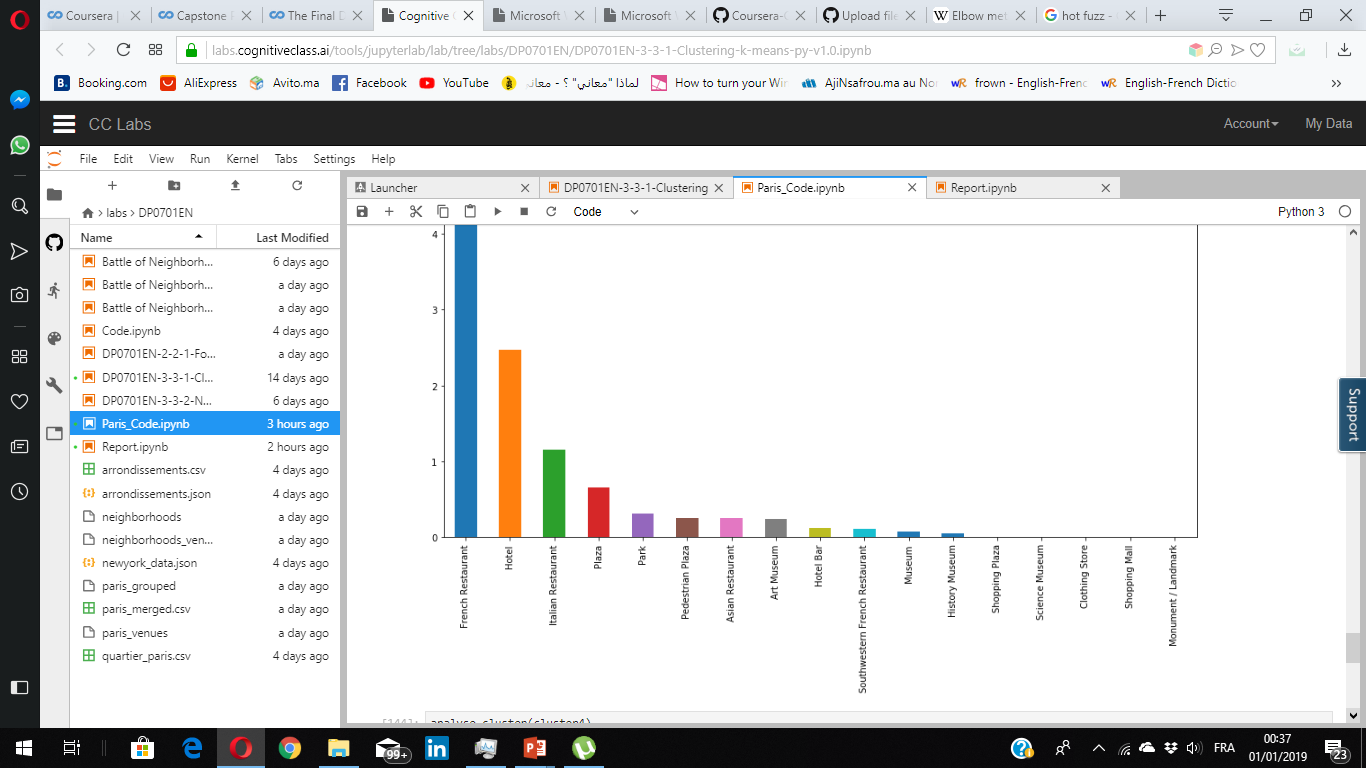 Coursera |
Capstone
The Final D
Cognitive
Microsoft
Microsoft
Coursera-
Upload file
Elbow met
hot fuzz -
labs.cognitiveclass.ai/tools/jupyterlab/lab/tree/labs/DP0701EN/DP0701EN-3-3-1-Clustering-k-means-py-v1.0.ipynb
Booking.com
AliExpress
Avito.ma
Facebook
YouTube
لماذا "معاني" ؟ - معاني
How to turn your Win
AjiNsafrou.ma au No
frown - English-Frenc
English-French Dictio
CC Labs
Account
My Data
File Edit View Run Kernel Tabs Settings Help
Launcher
DP0701EN-3-3-1-Clustering
Paris_Code.ipynb
Report.ipynb
labs > DP0701EN
Code
Python 3
Name Last Modified
Battle of Neighborh... 6 days ago
Battle of Neighborh... a day ago
Battle of Neighborh... a day ago
Code.ipynb 4 days ago
DP0701EN-2-2-1-Fo... a day ago
DP0701EN-3-3-1-Cl... 14 days ago
DP0701EN-3-3-2-N... 6 days ago
Paris_Code.ipynb 3 hours ago
Report.ipynb 2 hours ago
arrondissements.csv 4 days ago
arrondissements.json 4 days ago
neighborhoods a day ago
neighborhoods_ven... a day ago
newyork_data.json 4 days ago
paris_grouped a day ago
paris_merged.csv a day ago
paris_venues a day ago
quartier_paris.csv 4 days ago
4
3
2
1
0
French Restaurant
Hotel
Italian Restaurant
Plaza
Park
Pedestrian Plaza
Asian Restaurant
Art Museum
Hotel Bar
Southwestern French Restaurant
Museum
History Museum
Shopping Plaza
Science Museum
Clothing Store
Shopping Mall
Monument / Landmark
Support
[144]: analyse_cluster(cluster4)
99+
FRA
00:37
01/01/2019
23